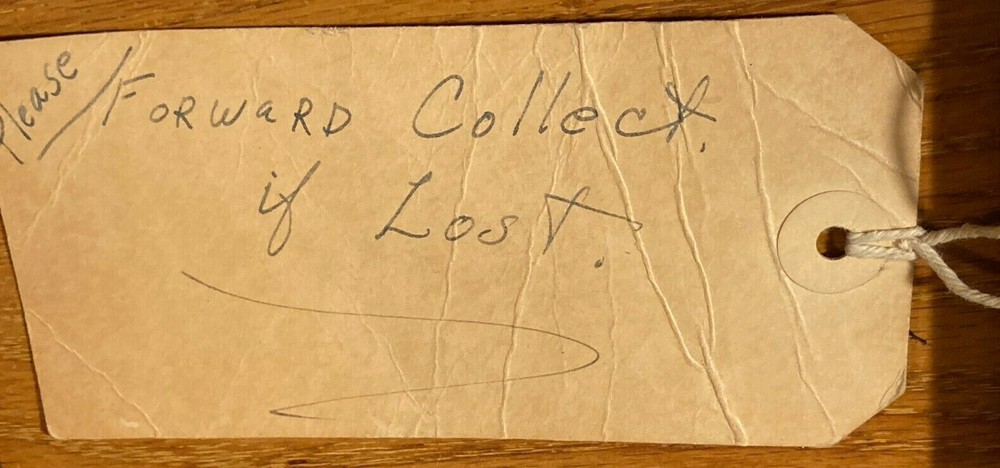 Please / FORWaRD Collect.
if Lost.